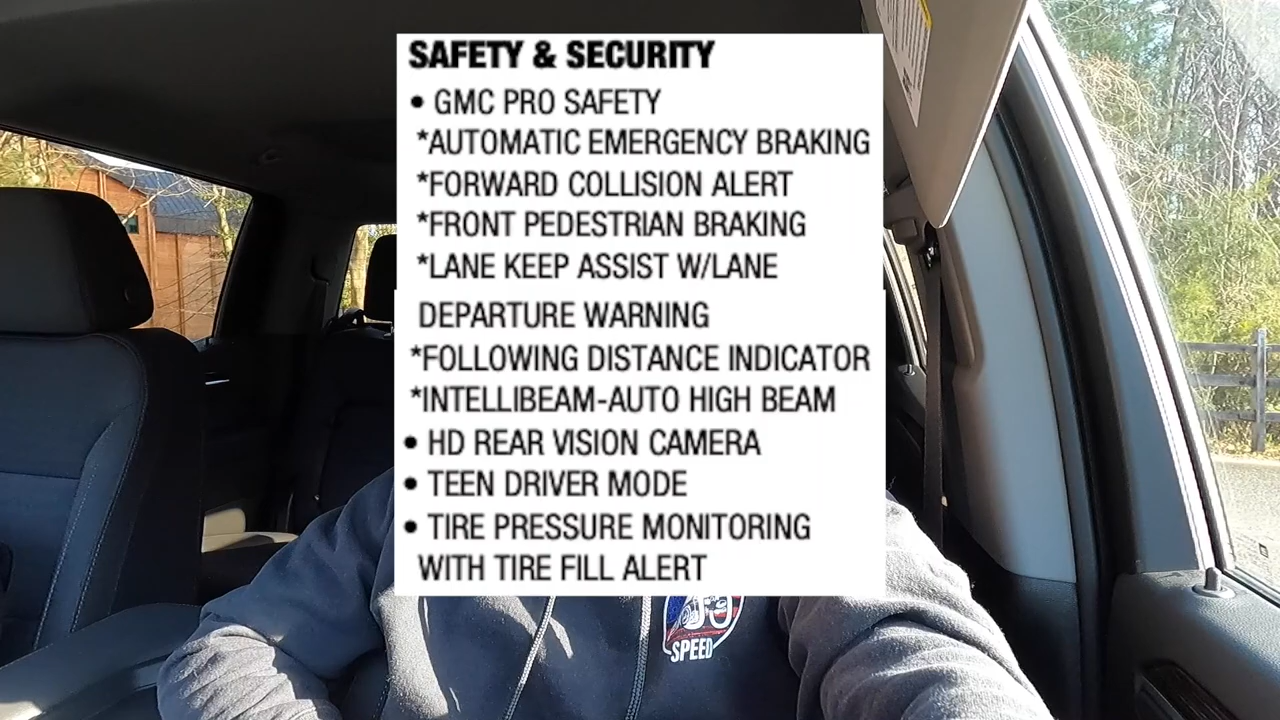 SAFETY & SECURITY
• GMC PRO SAFETY
*AUTOMATIC EMERGENCY BRAKING
*FORWARD COLLISION ALERT
*FRONT PEDESTRIAN BRAKING
*LANE KEEP ASSIST W/LANE
DEPARTURE WARNING
*FOLLOWING DISTANCE INDICATOR
*INTELLIBEAM-AUTO HIGH BEAM
• HD REAR VISION CAMERA
• TEEN DRIVER MODE
• TIRE PRESSURE MONITORING
WITH TIRE FILL ALERT
SPEED